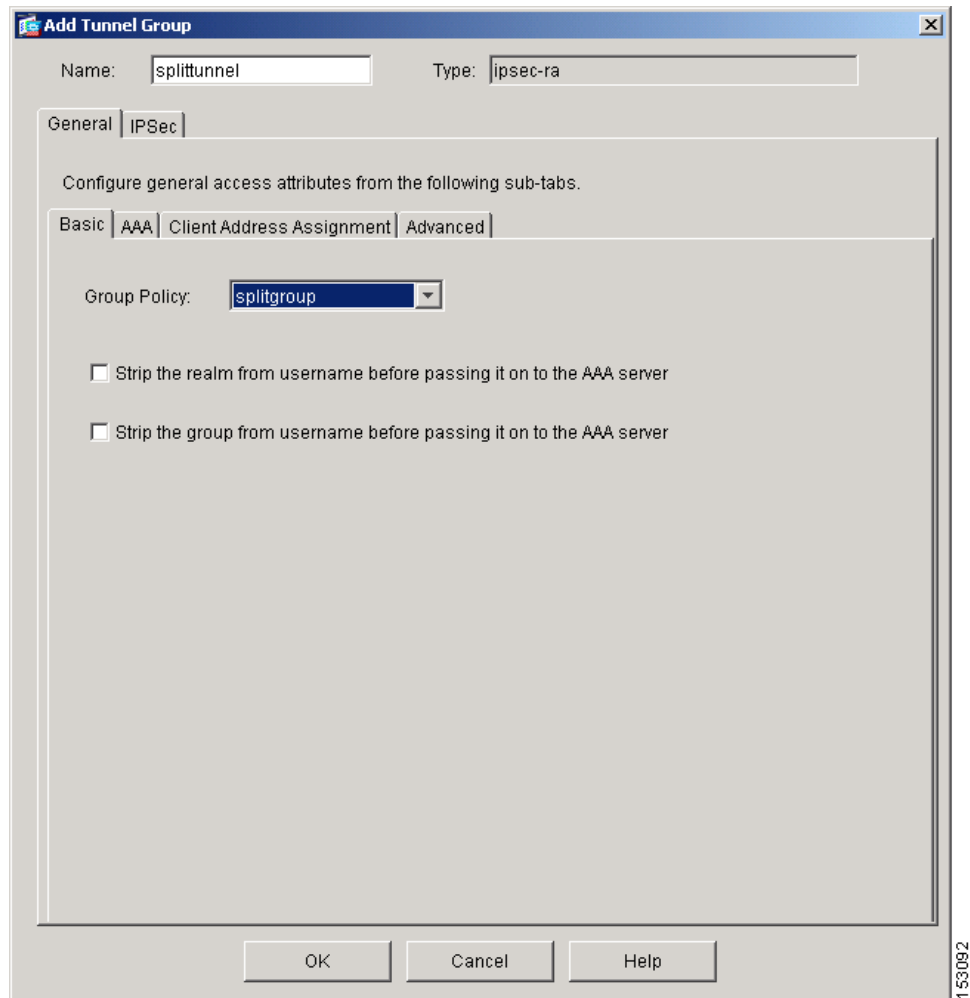 Add Tunnel Group
Name: splittunnel Type: ipsec-ra
General IPSec
Configure general access attributes from the following sub-tabs.
Basic AAA Client Address Assignment Advanced
Group Policy: splitgroup
Strip the realm from username before passing it on to the AAA server
Strip the group from username before passing it on to the AAA server
OK Cancel Help
153092